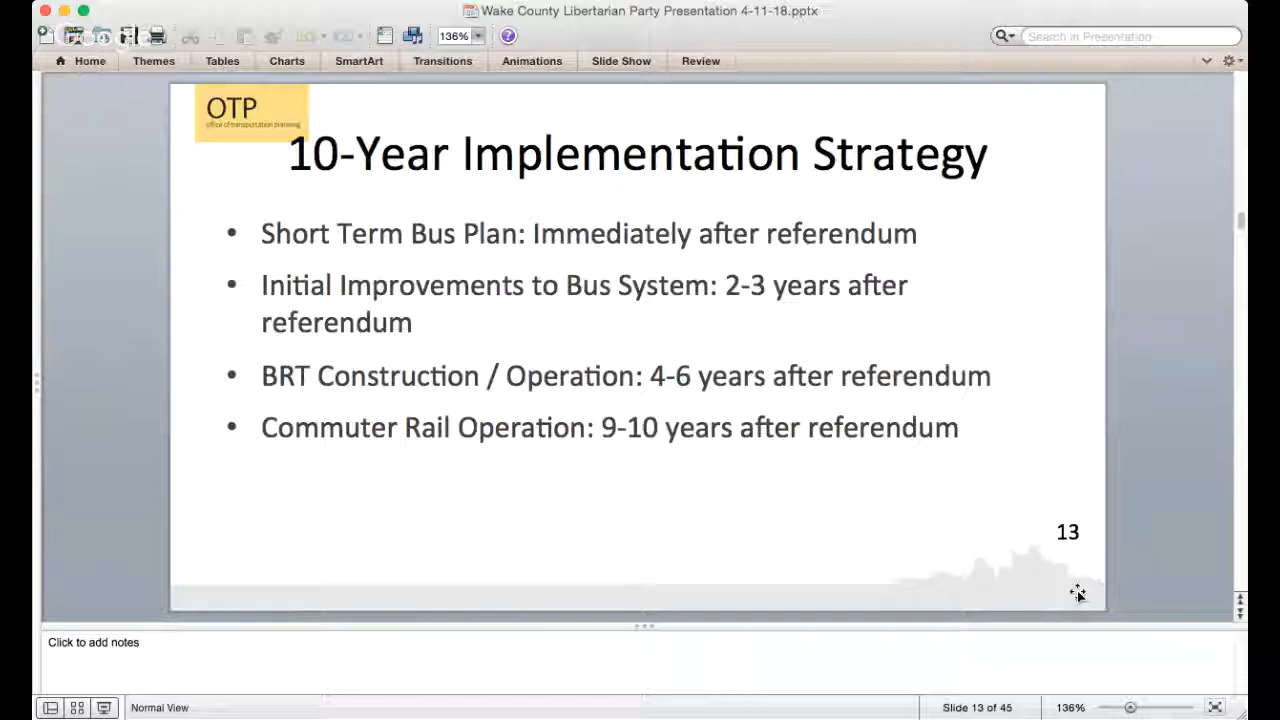 Wake County Libertarian Party Presentation 4-11-18.pptx
Google
136%
Search in Presentation
Home
Themes
Tables
Charts
SmartArt
Transitions
Animations
Slide Show
Review
OTP
office of transportation planning
10-Year Implementation Strategy
• Short Term Bus Plan: Immediately after referendum
• Initial Improvements to Bus System: 2-3 years after
referendum
• BRT Construction / Operation: 4-6 years after referendum
• Commuter Rail Operation: 9-10 years after referendum
13
Click to add notes
Normal View
Slide 13 of 45
136%